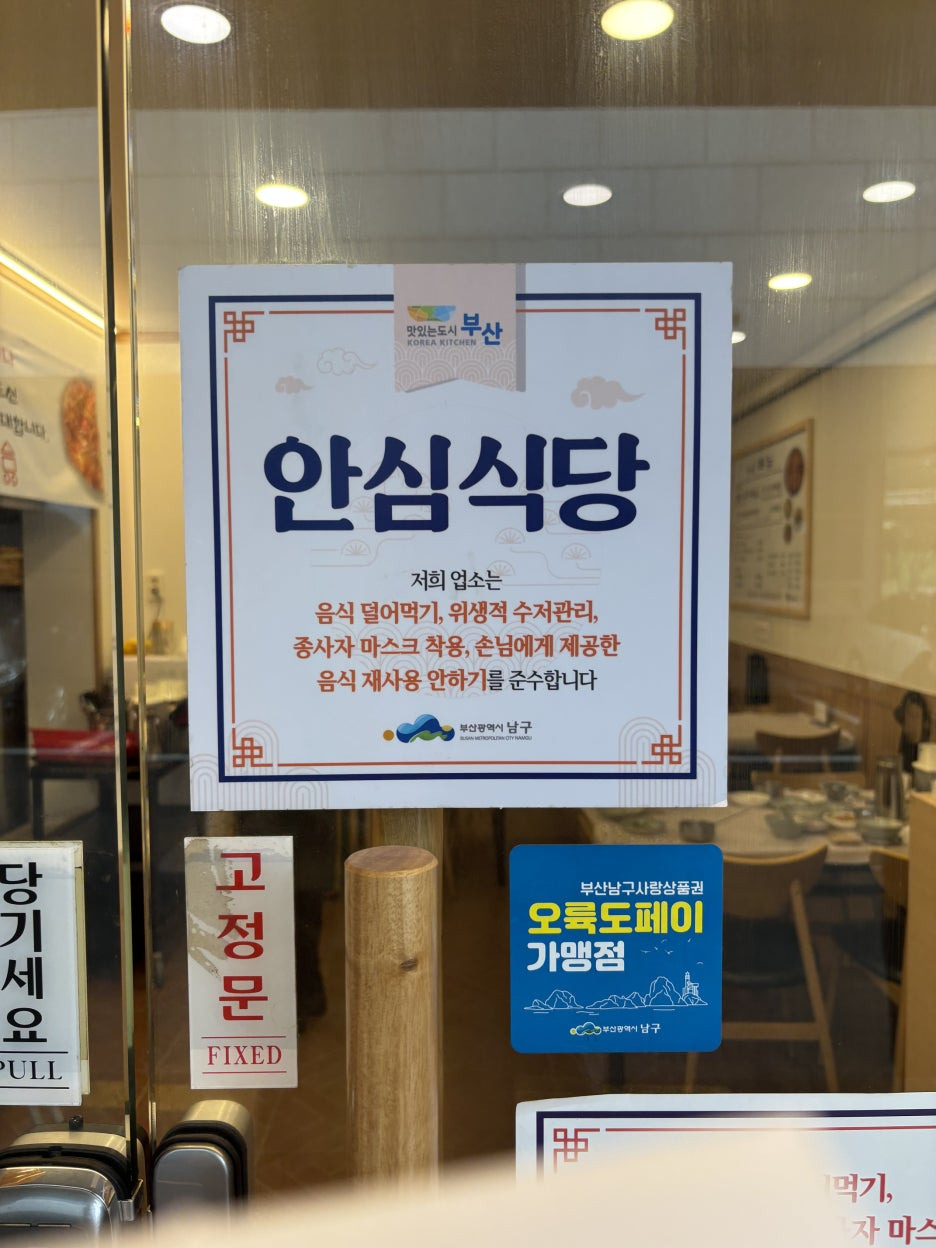 맛있는도시 부산
KOREA KITCHEN
안심식당
저희 업소는
음식 덜어먹기, 위생적 수저관리,
종사자 마스크 착용, 손님에게 제공한
음식 재사용 안하기를 준수합니다
부산광역시 남구
BUSAN METROPOLITAN CITY NAMGU
당기세요
PULL
고정문
FIXED
부산남구사랑상품권
오륙도페이
가맹점
부산광역시 남구
먹기,
자 마스